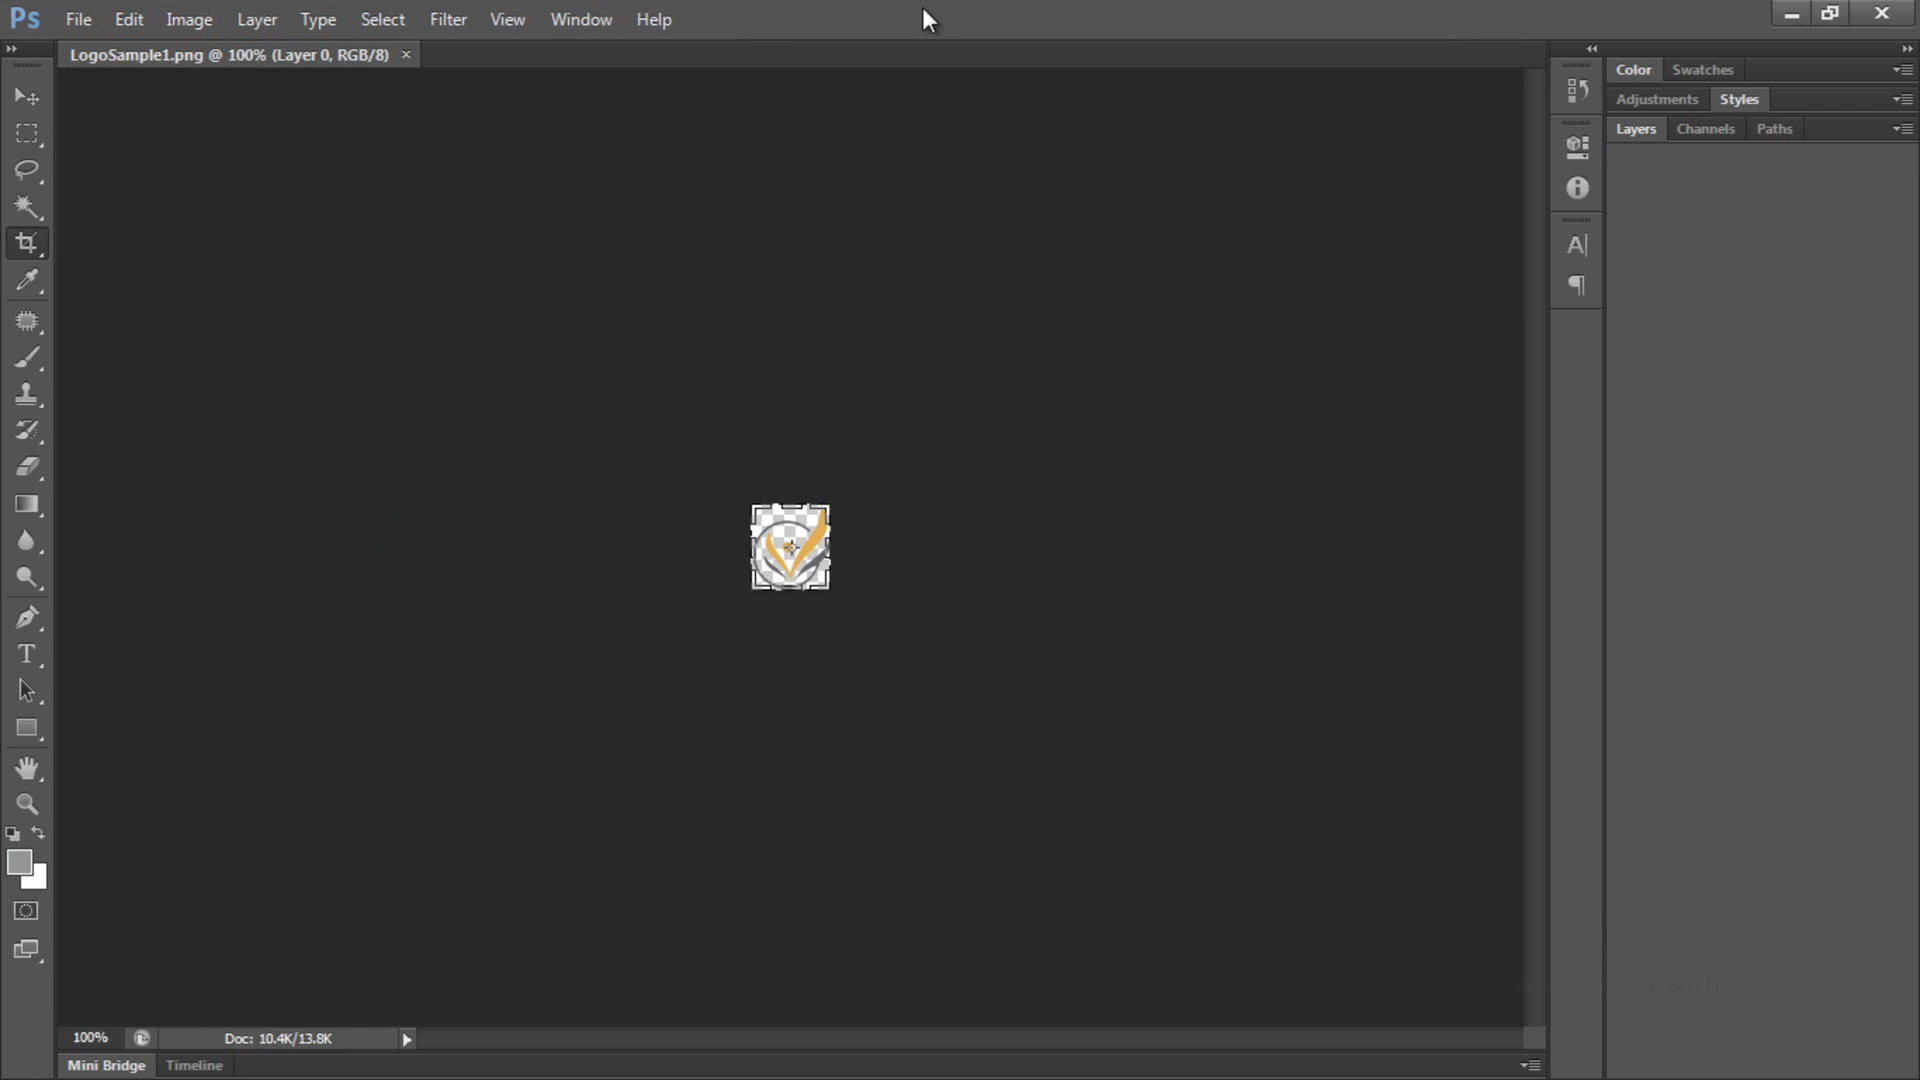 Ps File Edit Image Layer Type Select Filter View Window Help
LogoSample1.png @ 100% (Layer 0, RGB/8) ×
Color Swatches
Adjustments Styles
Layers Channels Paths
A|
T
100% Doc: 10.4K/13.8K
Mini Bridge Timeline